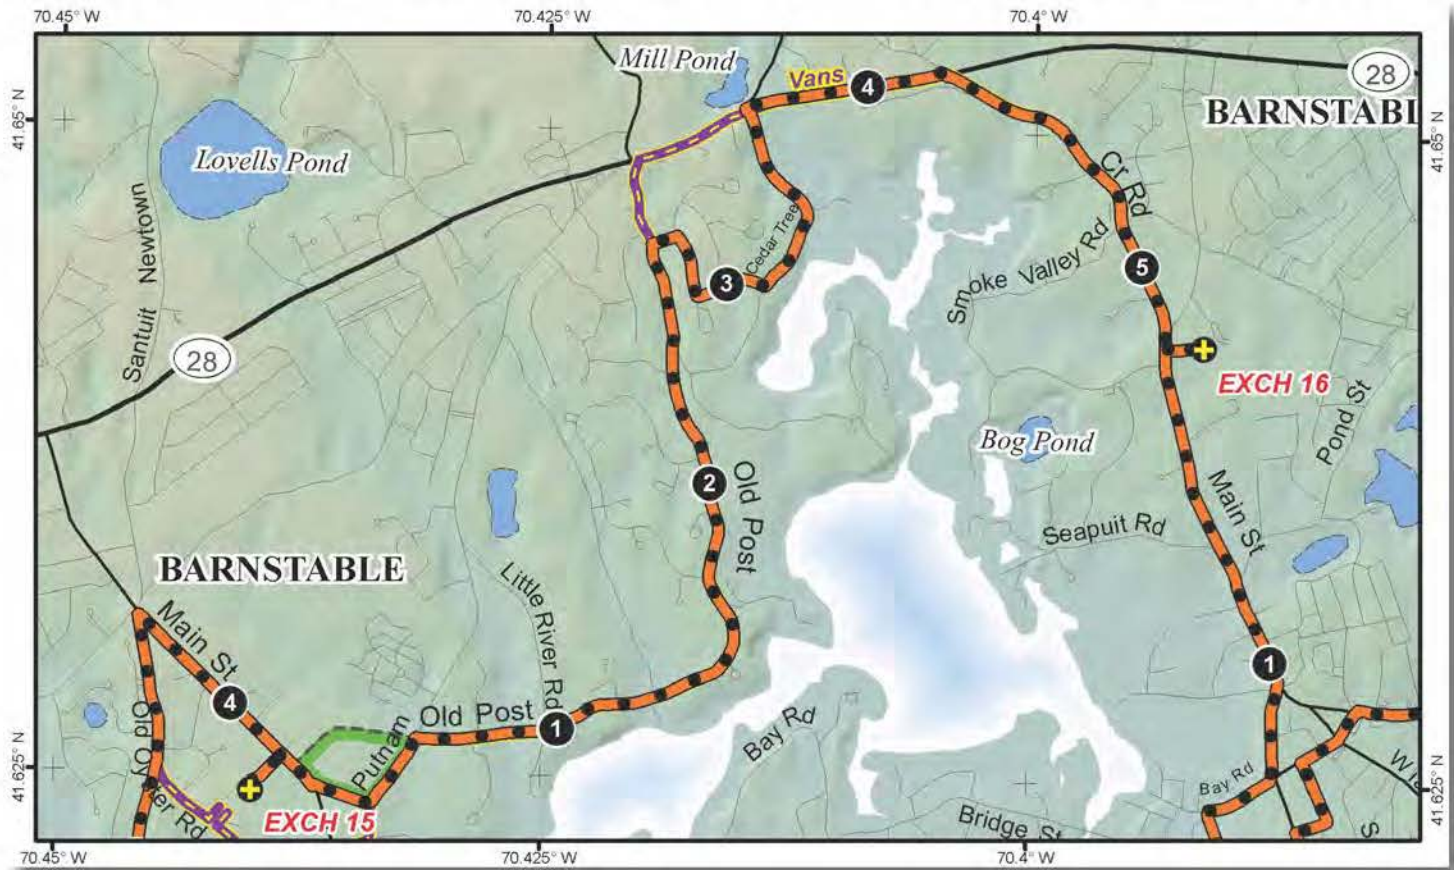 70.45° W
70.425° W
70.4° W
Mill Pond
Vans
4
28
BARNSTABL
41.65° N
41.65° N
Lovells Pond
Cr Rd
Santuit Newtown
Cedar Tree
Smoke Valley Rd
5
3
28
EXCH 16
Pond St
Bog Pond
2
Old Post
Main St
Seapuit Rd
BARNSTABLE
Little River Rd
Main St
1
4
Old Post
1
Putnam
Bay Rd
Old Oyster Rd
Bay Rd
41.625° N
41.625° N
EXCH 15
Bridge St
S
70.45° W
70.425° W
70.4° W